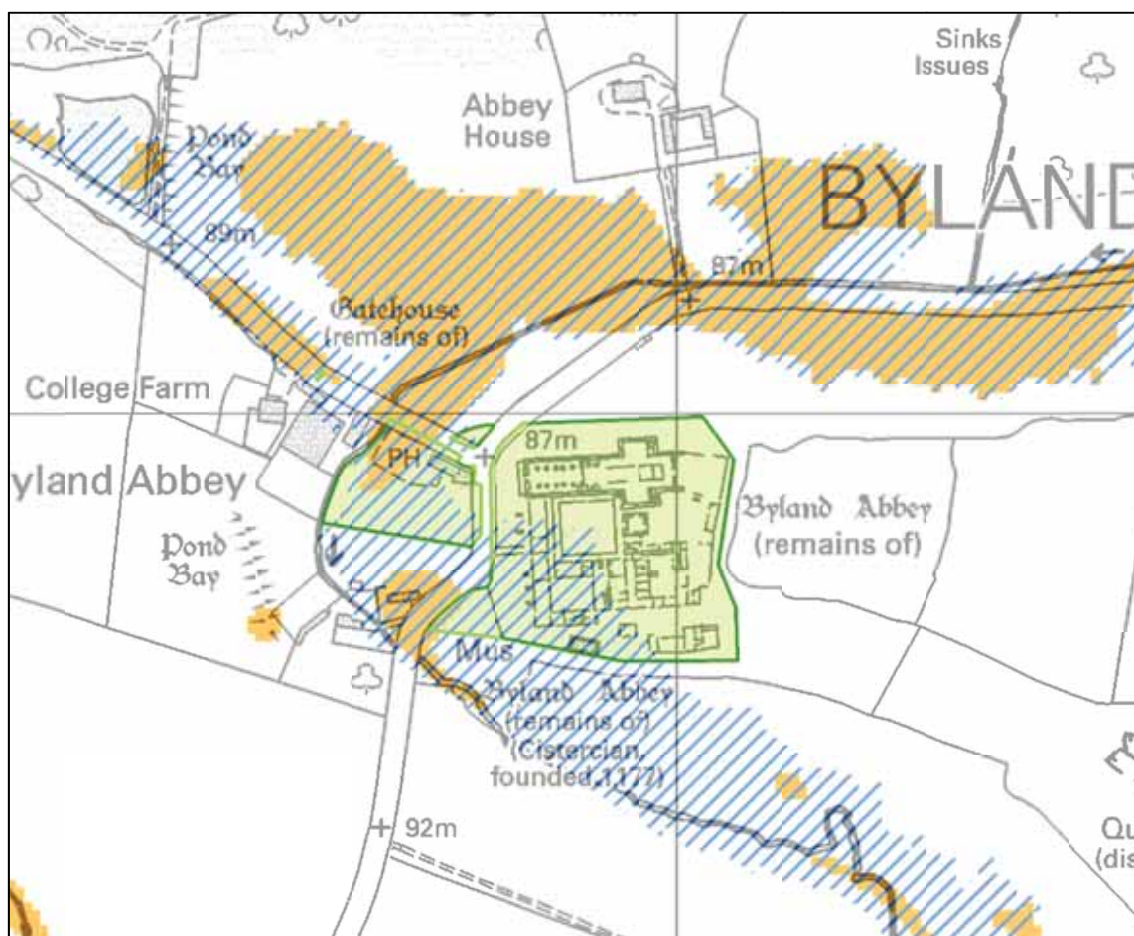 Sinks
Issues
Abbey
House
Pond
Bay
BYLAND
89m
87m
Gatehouse
(remains of)
College Farm
87m
PH
yland Abbey
Byland Abbey
(remains of)
Pond
Bay
Mus
Byland Abbey
(remains of)
(Cistercian,
founded 1177)
92m
Qu
(dis